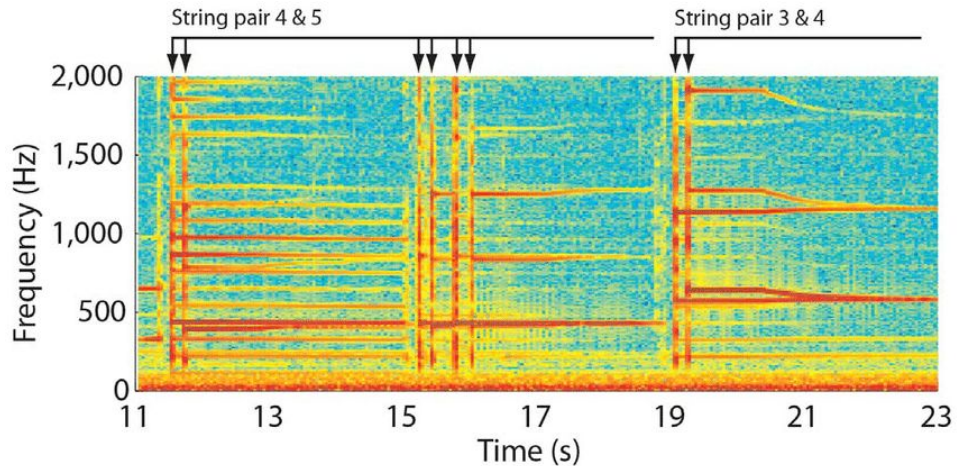 String pair 4 & 5
String pair 3 & 4
2,000
1,500
1,000
500
0
Frequency (Hz)
11 13 15 17 19 21 23
Time (s)